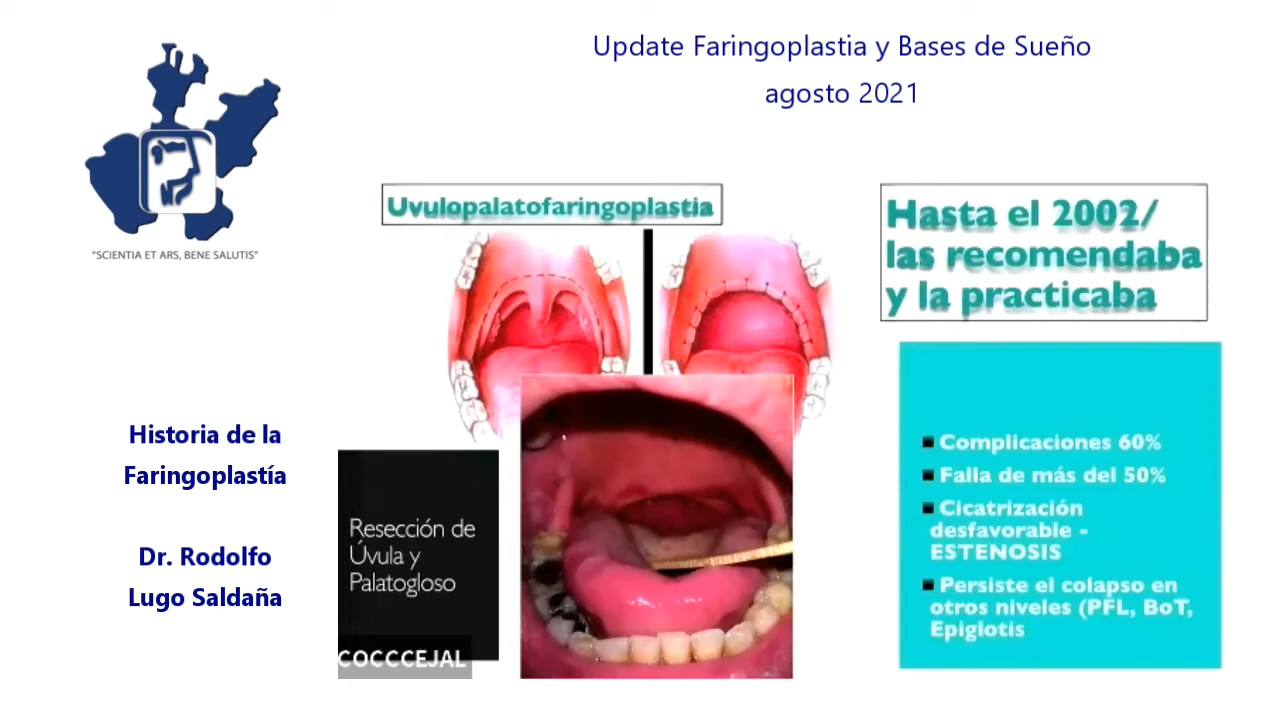 Update Faringoplastia y Bases de Sueño
agosto 2021
"SCIENTIA ET ARS, BENE SALUTIS"
Uvulopalatofaringoplastia
Hasta el 2002/
las recomendaba
y la practicaba
Historia de la
Faringoplastía
Dr. Rodolfo
Lugo Saldaña
Resección de
Úvula y
Palatogloso
COCCCEJAL
Complicaciones 60%
Falla de más del 50%
Cicatrización
desfavorable -
ESTENOSIS
Persiste el colapso en
otros niveles (PFL, BoT,
Epiglotis